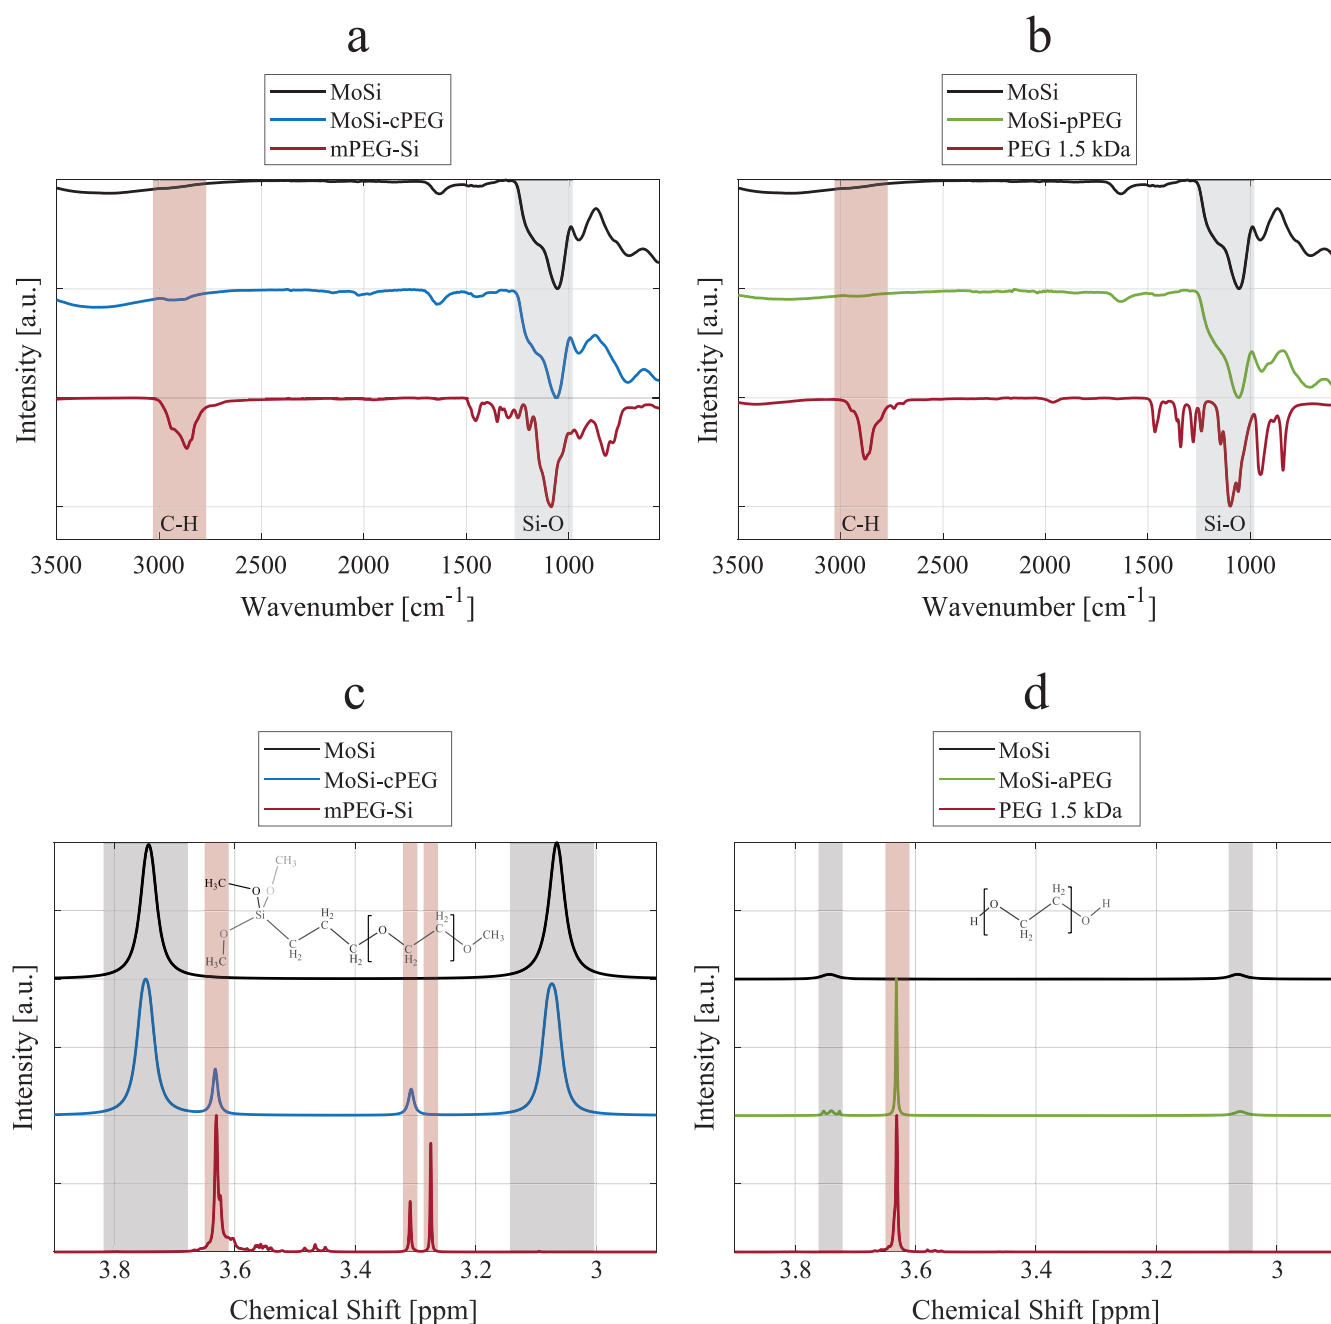 a
MoSi
MoSi-cPEG
mPEG-Si
Intensity [a.u.]
C-H
Si-O
3500 3000 2500 2000 1500 1000
Wavenumber [cm⁻¹]
b
MoSi
MoSi-pPEG
PEG 1.5 kDa
Intensity [a.u.]
C-H
Si-O
3500 3000 2500 2000 1500 1000
Wavenumber [cm⁻¹]
c
MoSi
MoSi-cPEG
mPEG-Si
Intensity [a.u.]
CH₃
H₃C O O
Si
O
H₃C
H₂
C
C
H₂
C
H₂
O
C
H₂
H₂
C
O
CH₃
3.8 3.6 3.4 3.2 3
Chemical Shift [ppm]
d
MoSi
MoSi-aPEG
PEG 1.5 kDa
Intensity [a.u.]
H
O
C
H₂
H₂
C
O
H
3.8 3.6 3.4 3.2 3
Chemical Shift [ppm]